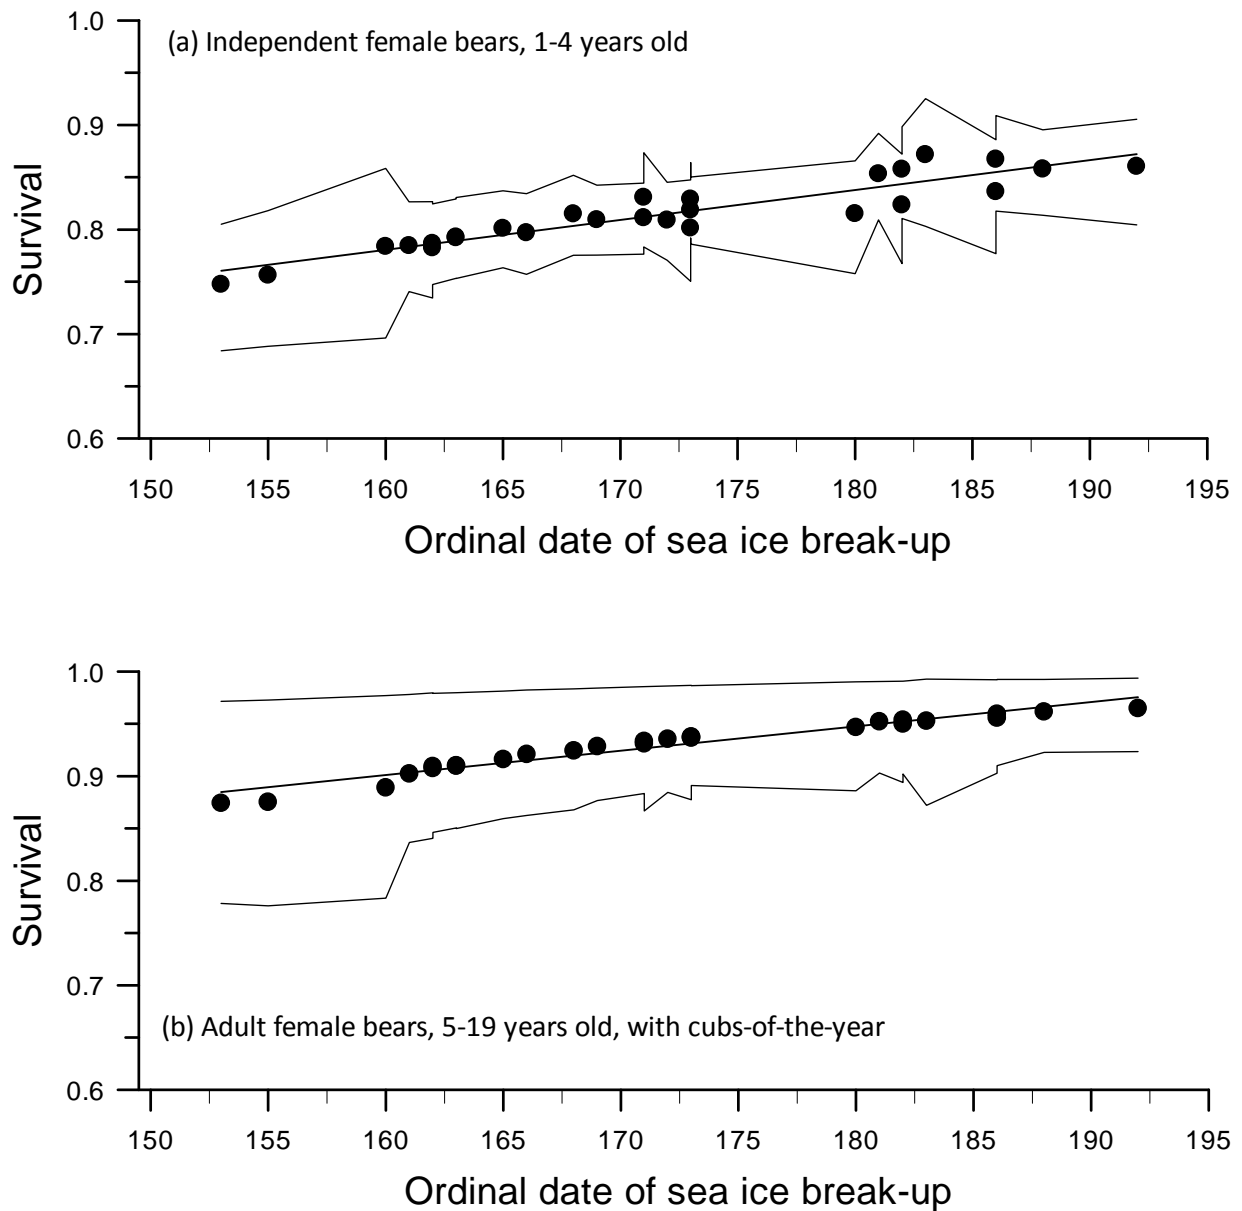 (a) Independent female bears, 1-4 years old
Survival
1.0
0.9
0.8
0.7
0.6
150 155 160 165 170 175 180 185 190 195
Ordinal date of sea ice break-up
Survival
1.0
0.9
0.8
0.7
0.6
(b) Adult female bears, 5-19 years old, with cubs-of-the-year
150 155 160 165 170 175 180 185 190 195
Ordinal date of sea ice break-up